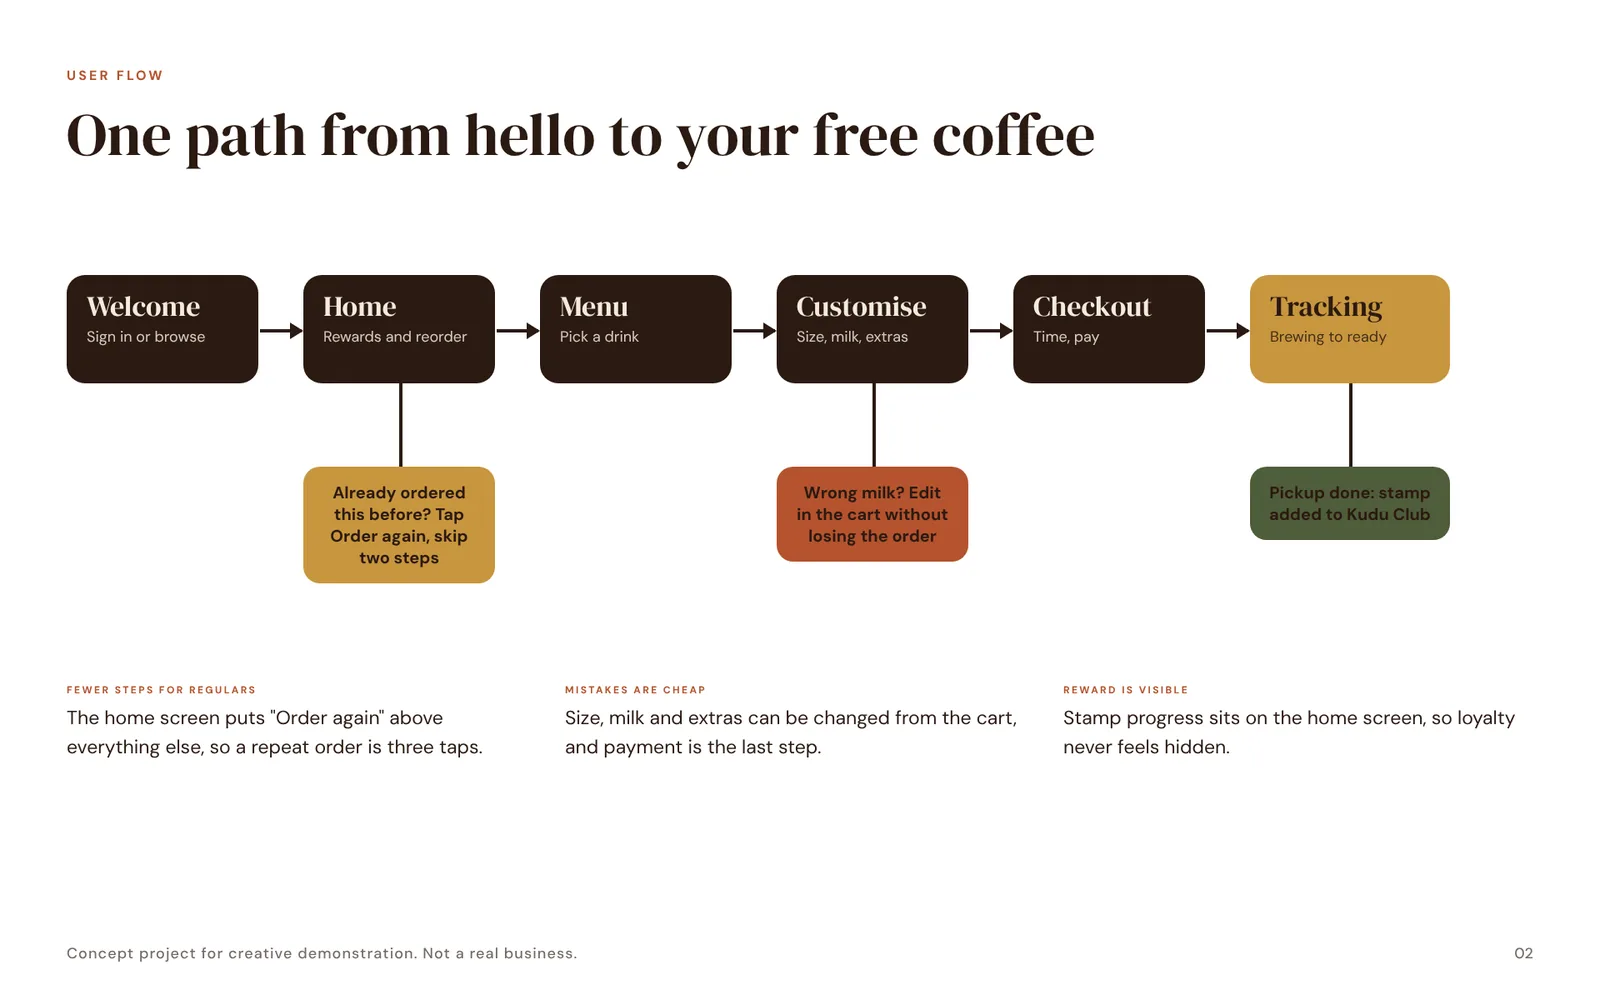 USER FLOW
One path from hello to your free coffee
Welcome
Sign in or browse
Home
Rewards and reorder
Menu
Pick a drink
Customise
Size, milk, extras
Checkout
Time, pay
Tracking
Brewing to ready
Already ordered
this before? Tap
Order again, skip
two steps
Wrong milk? Edit
in the cart without
losing the order
Pickup done: stamp
added to Kudu Club
FEWER STEPS FOR REGULARS
The home screen puts "Order again" above
everything else, so a repeat order is three taps.
MISTAKES ARE CHEAP
Size, milk and extras can be changed from the cart,
and payment is the last step.
REWARD IS VISIBLE
Stamp progress sits on the home screen, so loyalty
never feels hidden.
Concept project for creative demonstration. Not a real business.
02